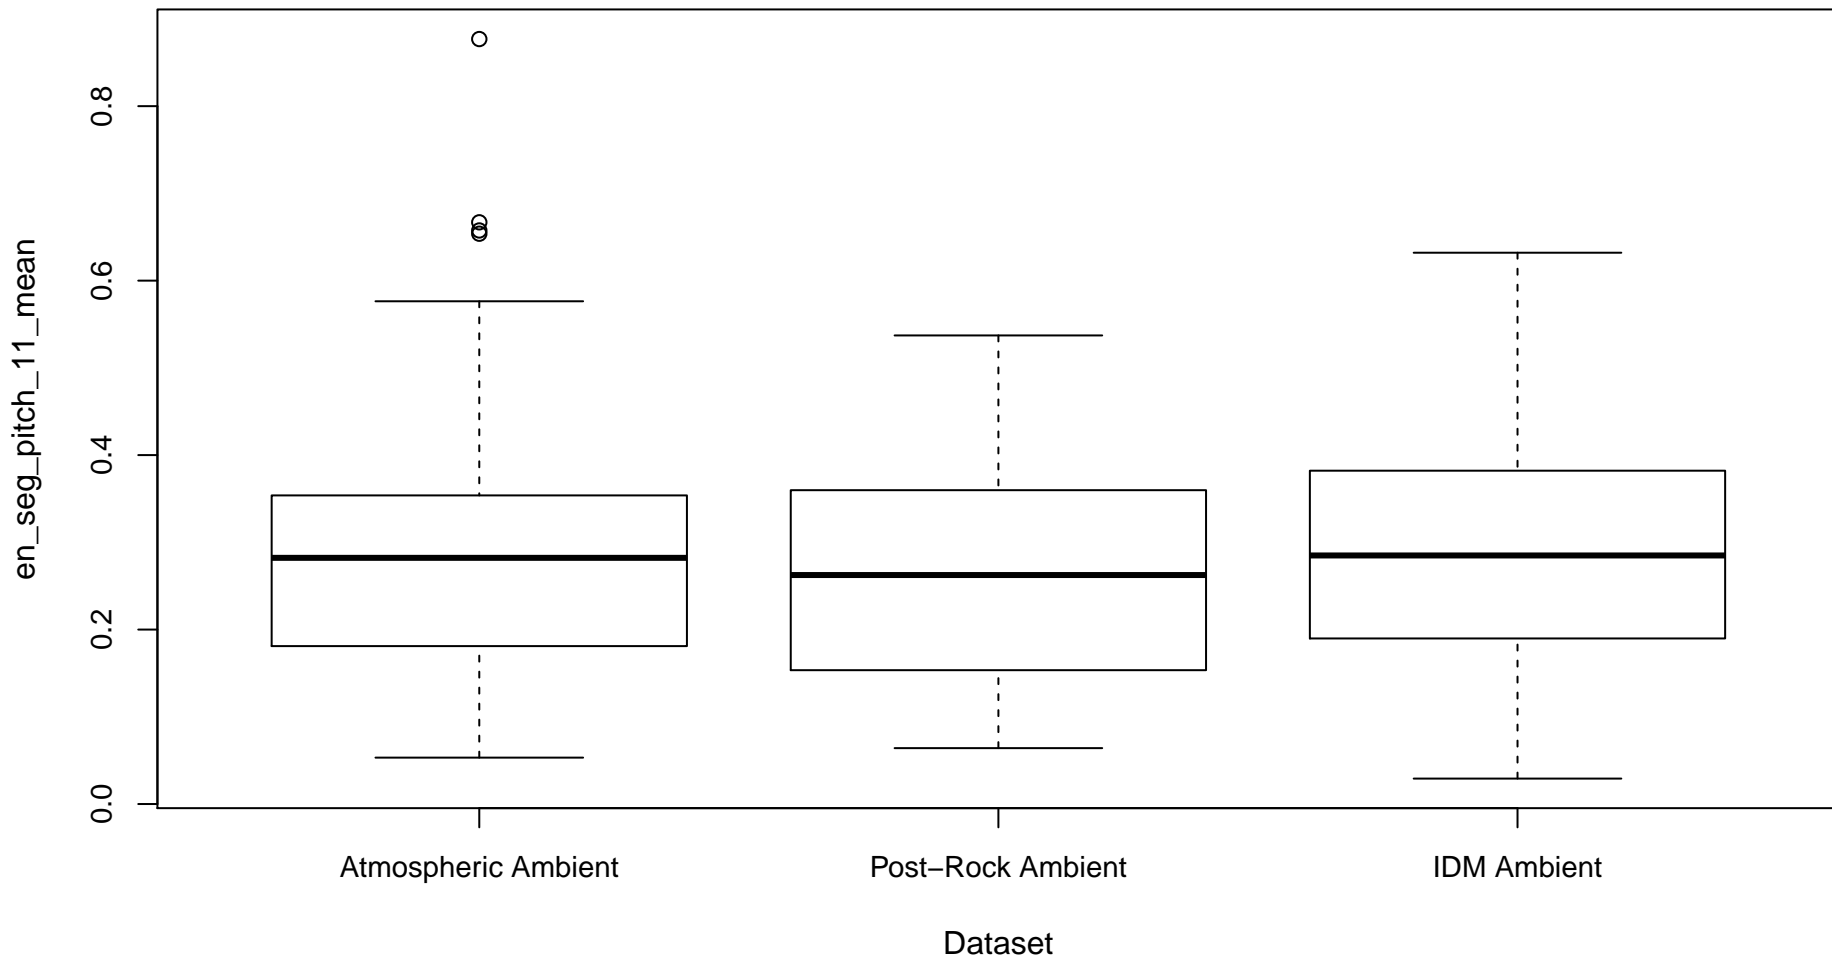 en_seg_pitch_11_mean
0.8
0.6
0.4
0.2
0.0
Atmospheric Ambient
Post−Rock Ambient
IDM Ambient
Dataset